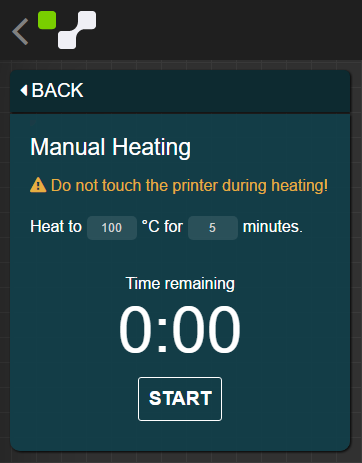 BACK
Manual Heating
Do not touch the printer during heating!
Heat to 100 °C for 5 minutes.
Time remaining
0:00
START